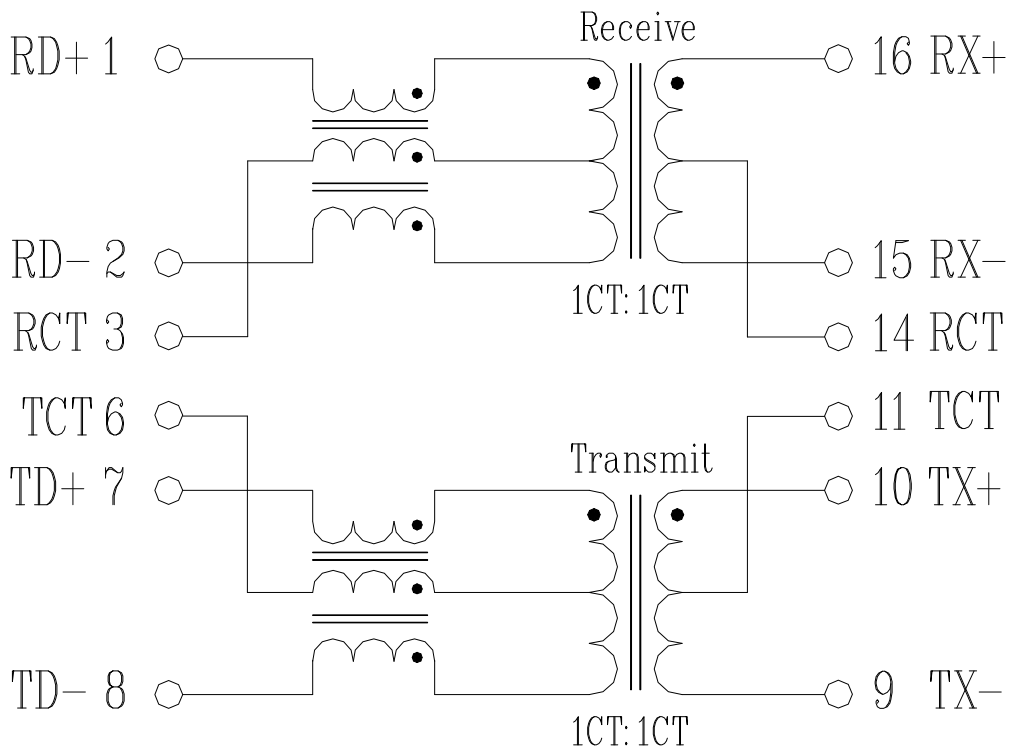 Receive
RD+ 1
16 RX+
RD- 2
15 RX-
1CT:1CT
RCT 3
14 RCT
TCT 6
11 TCT
Transmit
TD+ 7
10 TX+
TD- 8
9 TX-
1CT:1CT